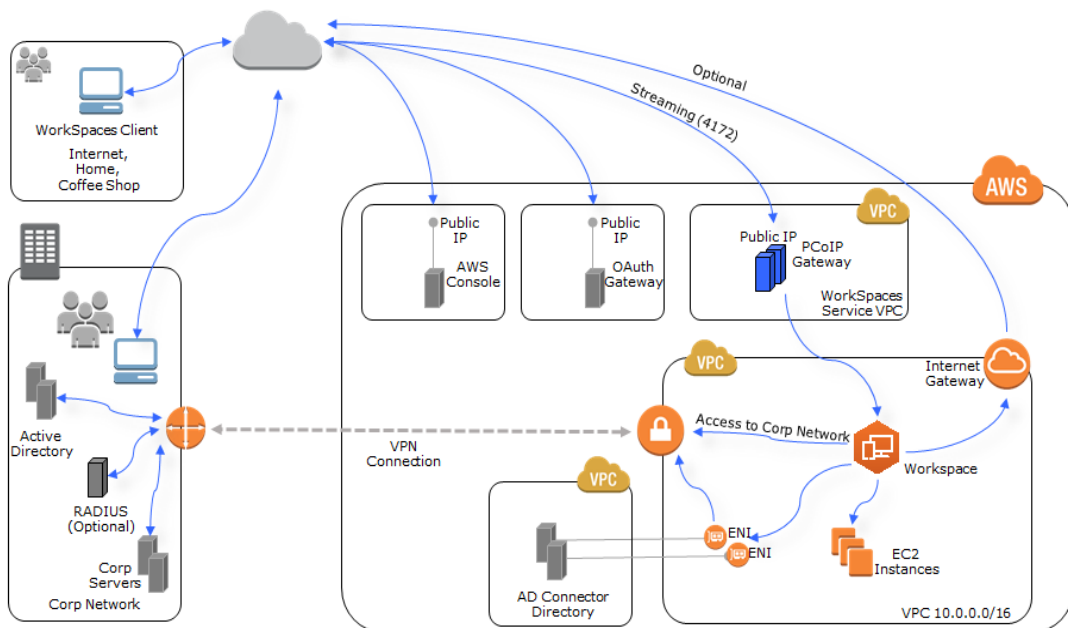 WorkSpaces Client
Internet,
Home,
Coffee Shop
Optional
Streaming (4172)
AWS
Public
IP
AWS
Console
Public
IP
OAuth
Gateway
VPC
Public IP
PCoIP
Gateway
WorkSpaces
Service VPC
Active
Directory
RADIUS
(Optional)
Corp
Servers
Corp Network
VPN
Connection
VPC
Internet
Gateway
Access to Corp Network
Workspace
VPC
ENI
ENI
EC2
Instances
AD Connector
Directory
VPC 10.0.0.0/16